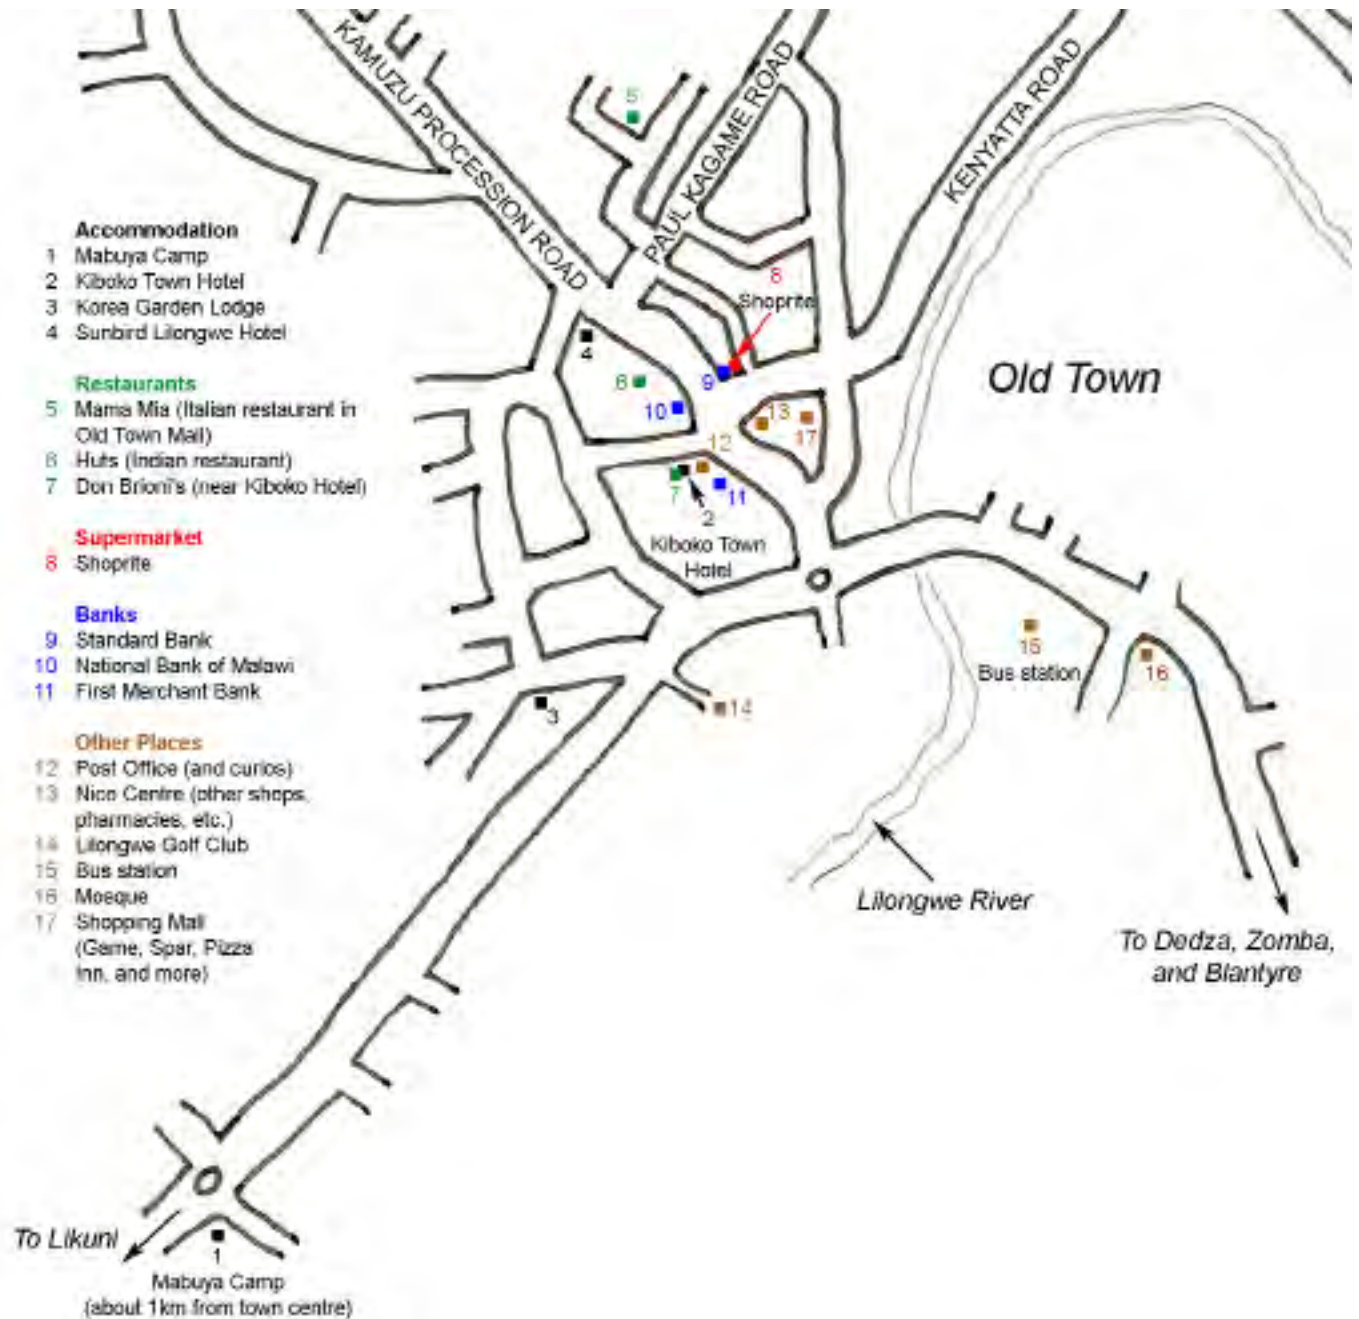 KAMUZU PROCESSION ROAD
PAUL KAGAME ROAD
KENYATTA ROAD
Accommodation
1 Mabuya Camp
2 Kiboko Town Hotel
3 Korea Garden Lodge
4 Sunbird Lilongwe Hotel
Restaurants
5 Mama Mia (Italian restaurant in
Old Town Mall)
6 Huts (Indian restaurant)
7 Don Brioni's (near Kiboko Hotel)
Supermarket
8 Shoprite
Banks
9 Standard Bank
10 National Bank of Malawi
11 First Merchant Bank
Other Places
12 Post Office (and curios)
13 Nico Centre (other shops,
pharmacies, etc.)
14 Lilongwe Golf Club
15 Bus station
16 Mosque
17 Shopping Mall
(Game, Spar, Pizza
Inn, and more)
5
8
Shoprite
4
6
9
10
13
17
12
7
11
2
Kiboko Town
Hotel
Old Town
15
Bus station
16
3
14
Lilongwe River
To Dedza, Zomba,
and Blantyre
To Likuni
1
Mabuya Camp
(about 1km from town centre)